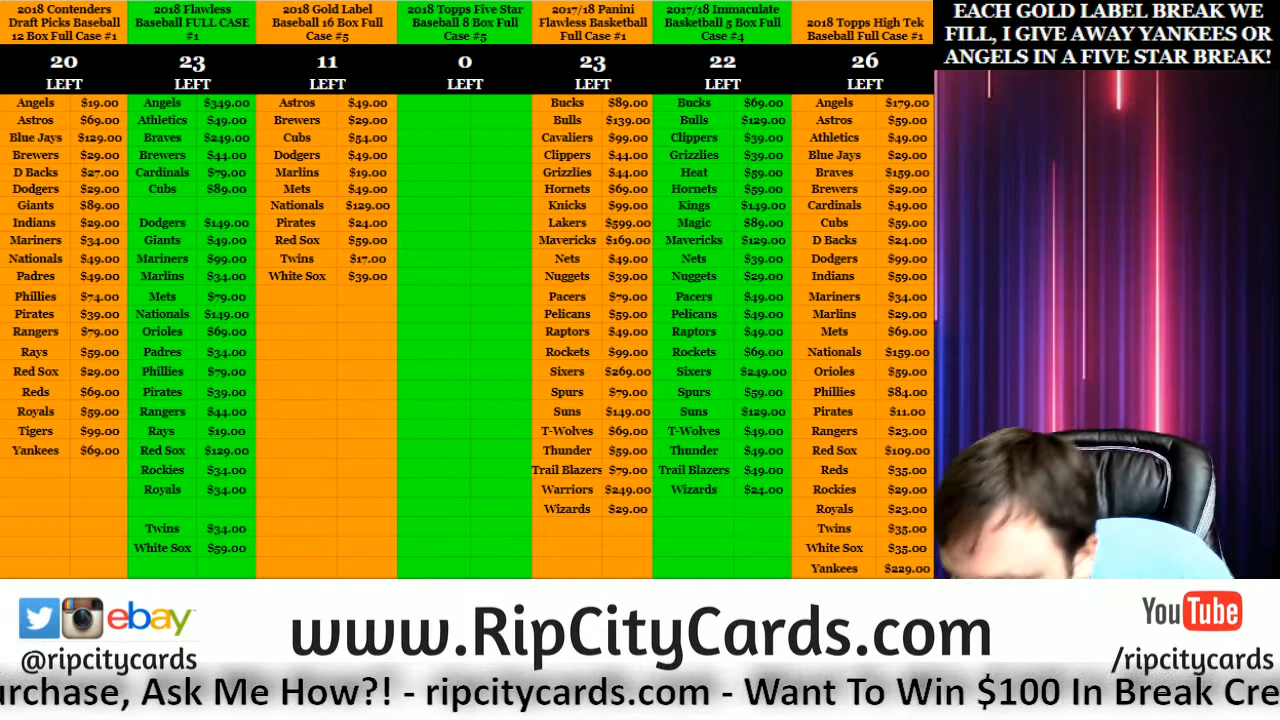 2018 Contenders
Draft Picks Baseball
12 Box Full Case #1
20
LEFT
Angels $19.00
Astros $69.00
Blue Jays $129.00
Brewers $29.00
D Backs $27.00
Dodgers $29.00
Giants $89.00
Indians $29.00
Mariners $34.00
Nationals $49.00
Padres $49.00
Phillies $74.00
Pirates $39.00
Rangers $79.00
Rays $59.00
Red Sox $29.00
Reds $69.00
Royals $59.00
Tigers $99.00
Yankees $69.00
2018 Flawless
Baseball FULL CASE
#1
23
LEFT
Angels $349.00
Athletics $49.00
Braves $249.00
Brewers $44.00
Cardinals $79.00
Cubs $89.00
Dodgers $149.00
Giants $49.00
Mariners $99.00
Marlins $34.00
Mets $79.00
Nationals $149.00
Orioles $69.00
Padres $34.00
Phillies $79.00
Pirates $39.00
Rangers $44.00
Rays $19.00
Red Sox $129.00
Rockies $34.00
Royals $34.00
Twins $34.00
White Sox $59.00
2018 Gold Label
Baseball 16 Box Full
Case #5
11
LEFT
Astros $49.00
Brewers $29.00
Cubs $54.00
Dodgers $49.00
Marlins $19.00
Mets $49.00
Nationals $129.00
Pirates $24.00
Red Sox $59.00
Twins $17.00
White Sox $39.00
2018 Topps Five Star
Baseball 8 Box Full
Case #5
0
LEFT
2017/18 Panini
Flawless Basketball
Full Case #1
23
LEFT
Bucks $89.00
Bulls $139.00
Cavaliers $99.00
Clippers $44.00
Grizzlies $44.00
Hornets $69.00
Knicks $99.00
Lakers $599.00
Mavericks $169.00
Nets $49.00
Nuggets $39.00
Pacers $79.00
Pelicans $59.00
Raptors $49.00
Rockets $99.00
Sixers $269.00
Spurs $79.00
Suns $149.00
T-Wolves $69.00
Thunder $59.00
Trail Blazers $79.00
Warriors $249.00
Wizards $29.00
2017/18 Immaculate
Basketball 5 Box Full
Case #4
22
LEFT
Bucks $69.00
Bulls $129.00
Clippers $39.00
Grizzlies $39.00
Heat $59.00
Hornets $59.00
Kings $149.00
Magic $89.00
Mavericks $129.00
Nets $39.00
Nuggets $29.00
Pacers $49.00
Pelicans $49.00
Raptors $49.00
Rockets $69.00
Sixers $249.00
Spurs $59.00
Suns $129.00
T-Wolves $49.00
Thunder $49.00
Trail Blazers $49.00
Wizards $24.00
2018 Topps High Tek
Baseball Full Case #1
26
LEFT
Angels $179.00
Astros $59.00
Athletics $49.00
Blue Jays $29.00
Braves $159.00
Brewers $29.00
Cardinals $49.00
Cubs $59.00
D Backs $24.00
Dodgers $99.00
Indians $59.00
Mariners $34.00
Marlins $29.00
Mets $69.00
Nationals $159.00
Orioles $59.00
Phillies $84.00
Pirates $11.00
Rangers $23.00
Red Sox $109.00
Reds $35.00
Rockies $29.00
Royals $23.00
Twins $35.00
White Sox $35.00
Yankees $229.00
EACH GOLD LABEL BREAK WE
FILL, I GIVE AWAY YANKEES OR
ANGELS IN A FIVE STAR BREAK!
ebay
@ripcitycards
www.RipCityCards.com
YouTube
/ripcitycards
urchase, Ask Me How?! - ripcitycards.com - Want To Win $100 In Break Cre